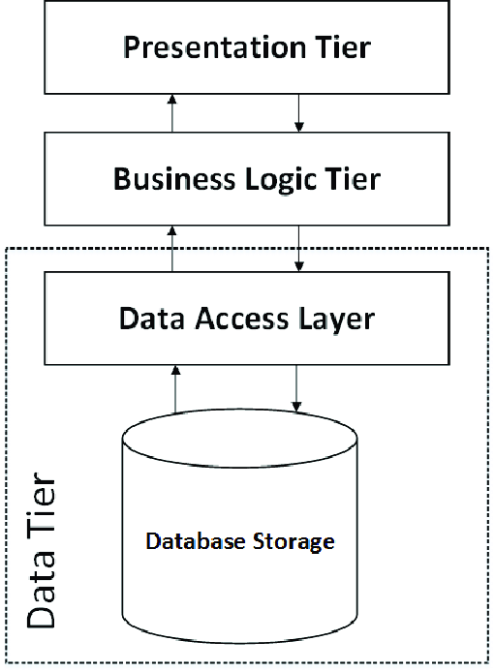 Presentation Tier
Business Logic Tier
Data Access Layer
Database Storage
Data Tier